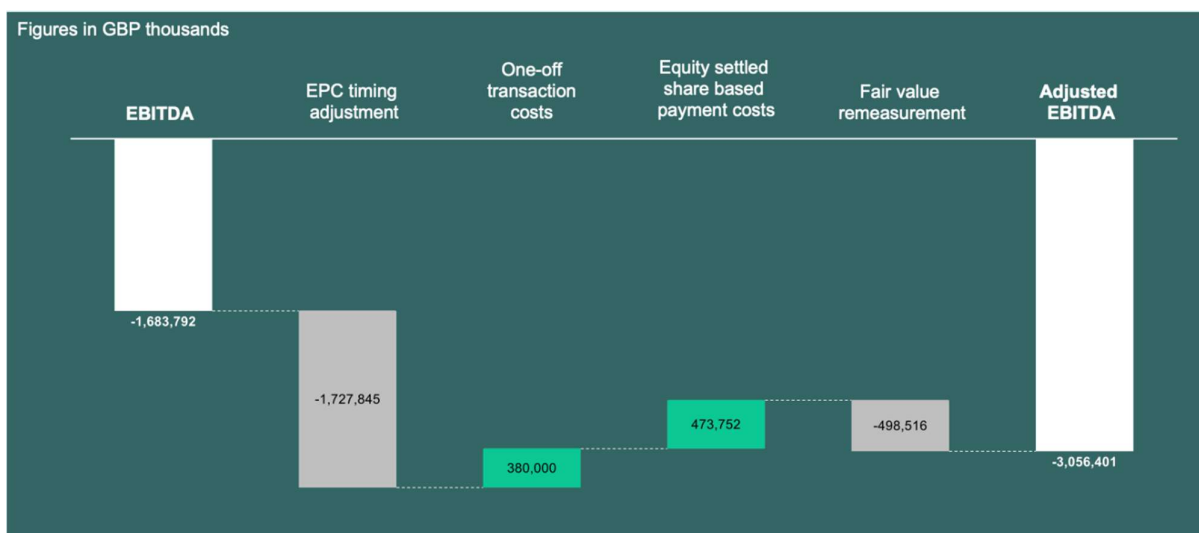 Figures in GBP thousands
EBITDA
EPC timing
adjustment
One-off
transaction
costs
Equity settled
share based
payment costs
Fair value
remeasurement
Adjusted
EBITDA
-1,683,792
-1,727,845
380,000
473,752
-498,516
-3,056,401